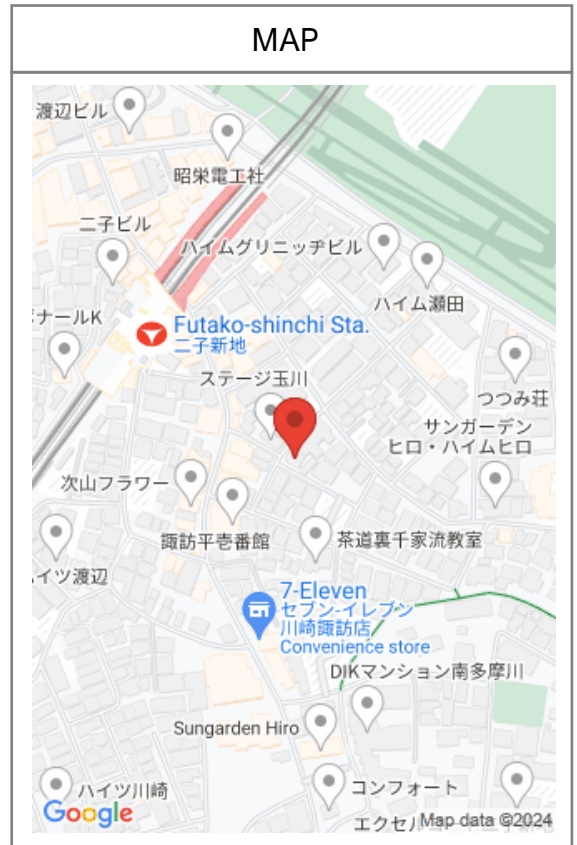 MAP
渡辺ビル
昭栄電工社
二子ビル
ハイムグリニッヂビル
ハイム瀬田
ナールK
Futako-shinchi Sta.
二子新地
ステージ玉川
つつみ荘
サンガーデン
ヒロ・ハイムヒロ
次山フラワー
諏訪平壱番館
茶道裏千家流教室
イツ渡辺
7-Eleven
セブン-イレブン
川崎諏訪店
Convenience store
DIKマンション南多摩川
Sungarden Hiro
ハイツ川崎
コンフォート
Google
エクセル
Map data ©2024